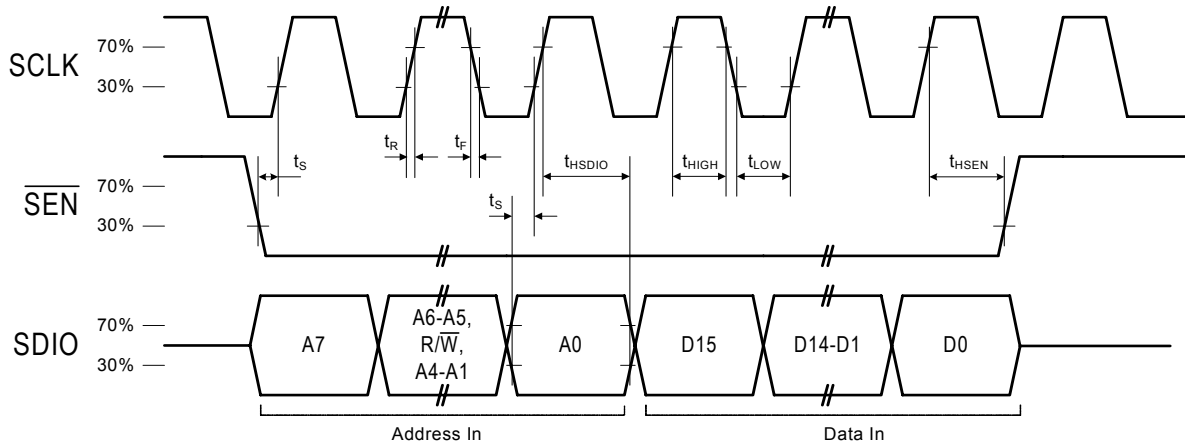 SCLK
70%
30%
tR
tF
tS
tHSDIO
tHIGH
tLOW
tHSEN
SEN
70%
30%
tS
SDIO
70%
30%
A7
A6-A5,
R/W,
A4-A1
A0
D15
D14-D1
D0
Address In
Data In